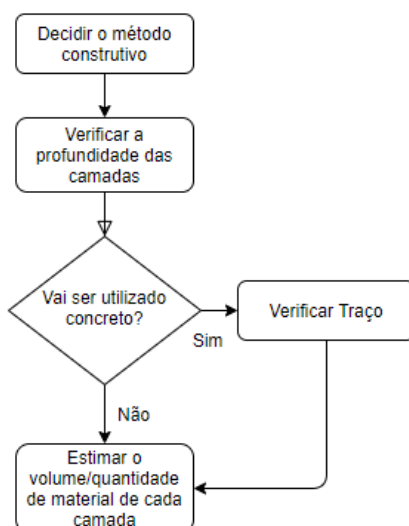 Decidir o método
construtivo
Verificar a
profundidade das
camadas
Vai ser utilizado
concreto?
Sim
Verificar Traço
Não
Estimar o
volume/quantidade
de material de cada
camada